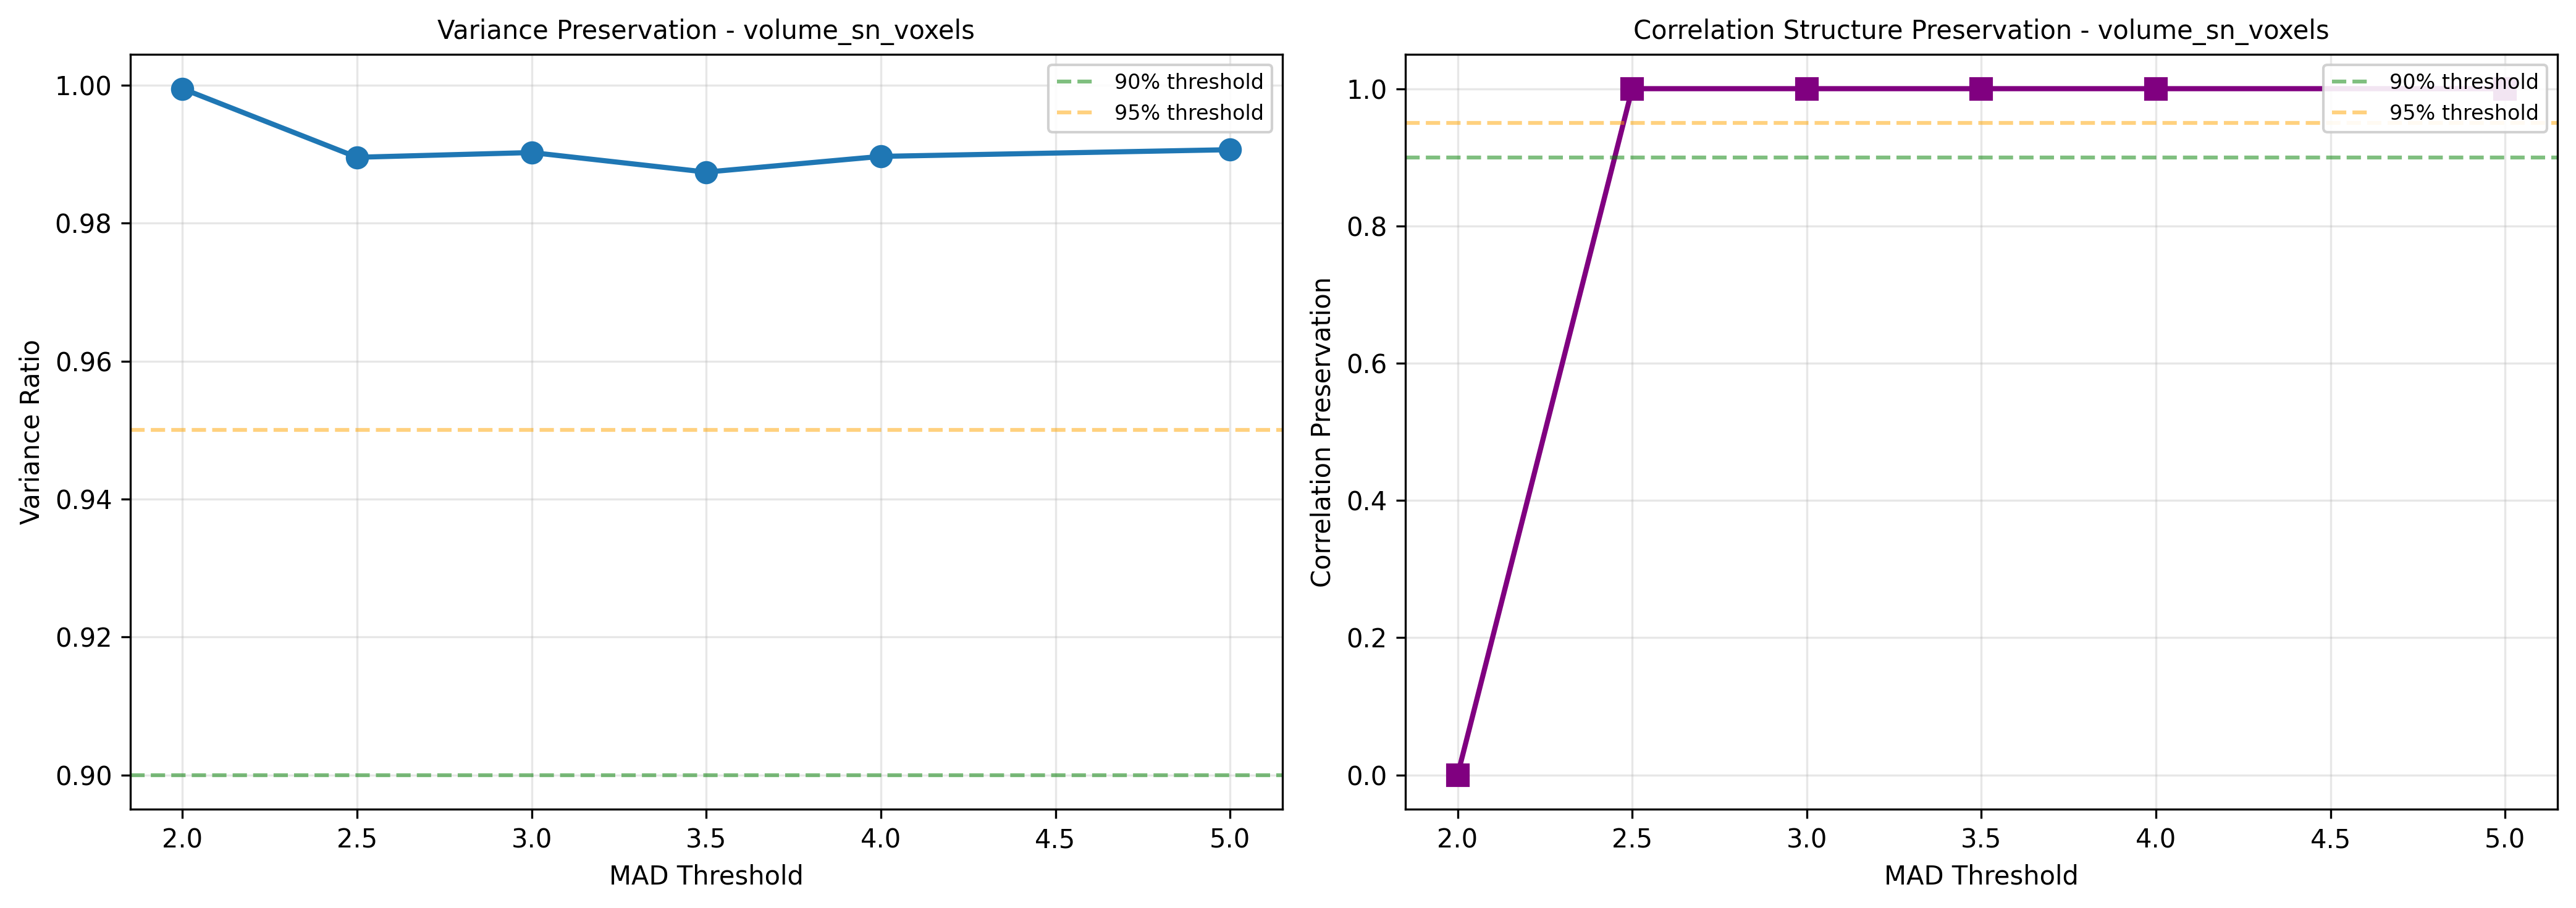 Variance Preservation - volume_sn_voxels
1.00
0.98
0.96
0.94
0.92
0.90
Variance Ratio
90% threshold
95% threshold
2.0 2.5 3.0 3.5 4.0 4.5 5.0
MAD Threshold
Correlation Structure Preservation - volume_sn_voxels
1.0
0.8
0.6
0.4
0.2
0.0
Correlation Preservation
90% threshold
95% threshold
2.0 2.5 3.0 3.5 4.0 4.5 5.0
MAD Threshold